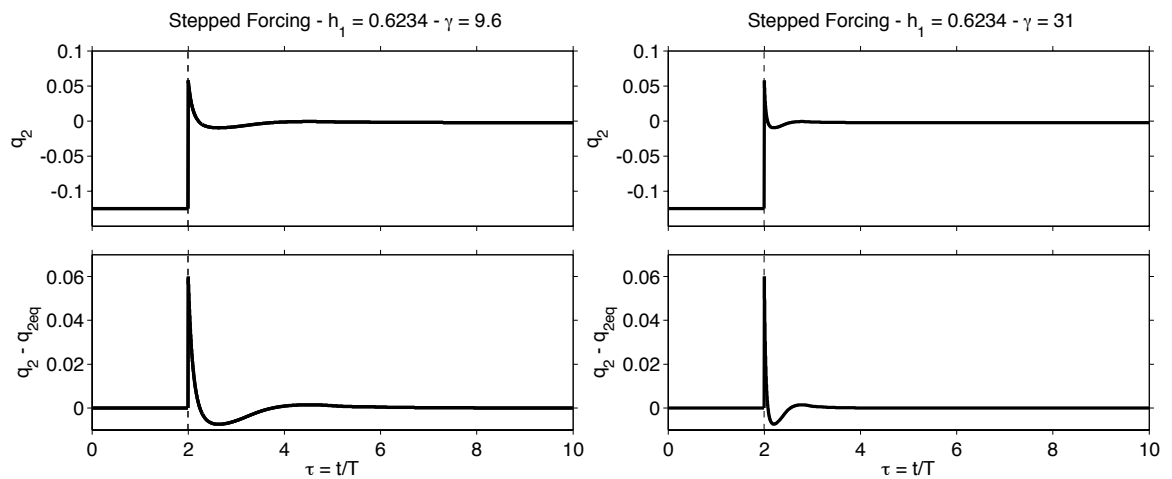 Stepped Forcing - h₁ = 0.6234 - γ = 9.6
0.1
0.05
0
-0.05
-0.1
q₂
0.06
0.04
0.02
0
q₂ - q₂eq
0 2 4 6 8 10
τ = t/T
Stepped Forcing - h₁ = 0.6234 - γ = 31
0.1
0.05
0
-0.05
-0.1
q₂
0.06
0.04
0.02
0
q₂ - q₂eq
0 2 4 6 8 10
τ = t/T